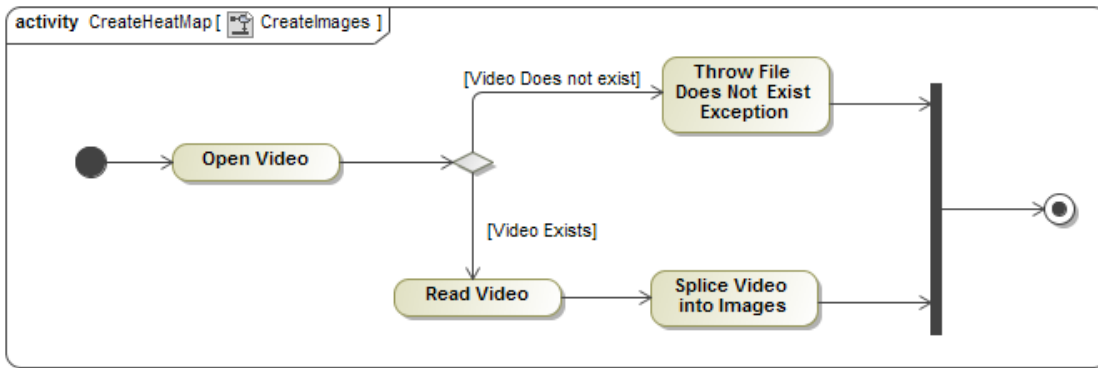 activity CreateHeatMap [ CreateImages ]
[Video Does not exist]
Throw File
Does Not Exist
Exception
Open Video
[Video Exists]
Read Video
Splice Video
into Images